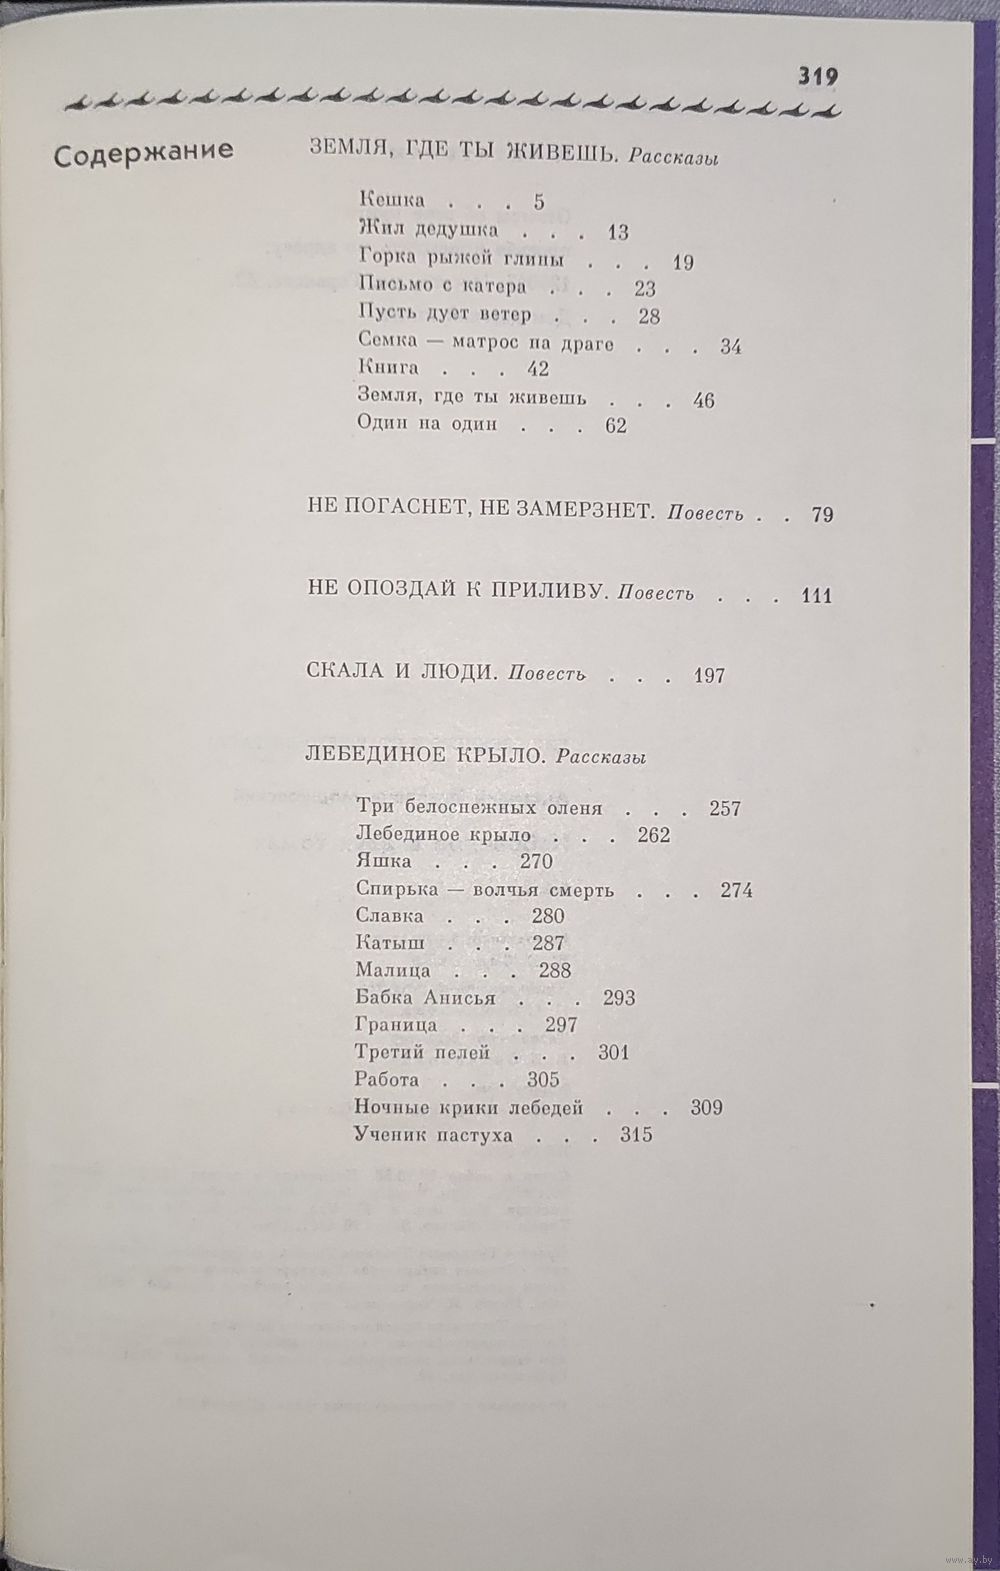 319
Содержание
ЗЕМЛЯ, ГДЕ ТЫ ЖИВЕШЬ. Рассказы
Кешка . . . 5
Жил дедушка . . . 13
Горка рыжей глины . . . 19
Письмо с катера . . . 23
Пусть дует ветер . . . 28
Семка — матрос на драге . . . 34
Книга . . . 42
Земля, где ты живешь . . . 46
Один на один . . . 62
НЕ ПОГАСНЕТ, НЕ ЗАМЕРЗНЕТ. Повесть . . 79
НЕ ОПОЗДАЙ К ПРИЛИВУ. Повесть . . . 111
СКАЛА И ЛЮДИ. Повесть . . . 197
ЛЕБЕДИНОЕ КРЫЛО. Рассказы
Три белоснежных оленя . . . 257
Лебединое крыло . . . 262
Яшка . . . 270
Спирька — волчья смерть . . . 274
Славка . . . 280
Катыш . . . 287
Малица . . . 288
Бабка Анисья . . . 293
Граница . . . 297
Третий пелей . . . 301
Работа . . . 305
Ночные крики лебедей . . . 309
Ученик пастуха . . . 315
www.ay.by